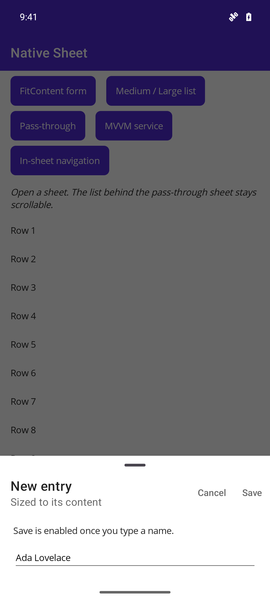 9:41
Native Sheet
FitContent form
Medium / Large list
Pass-through
MVVM service
In-sheet navigation
Open a sheet. The list behind the pass-through sheet stays
scrollable.
Row 1
Row 2
Row 3
Row 4
Row 5
Row 6
Row 7
Row 8
New entry
Sized to its content
Cancel
Save
Save is enabled once you type a name.
Ada Lovelace